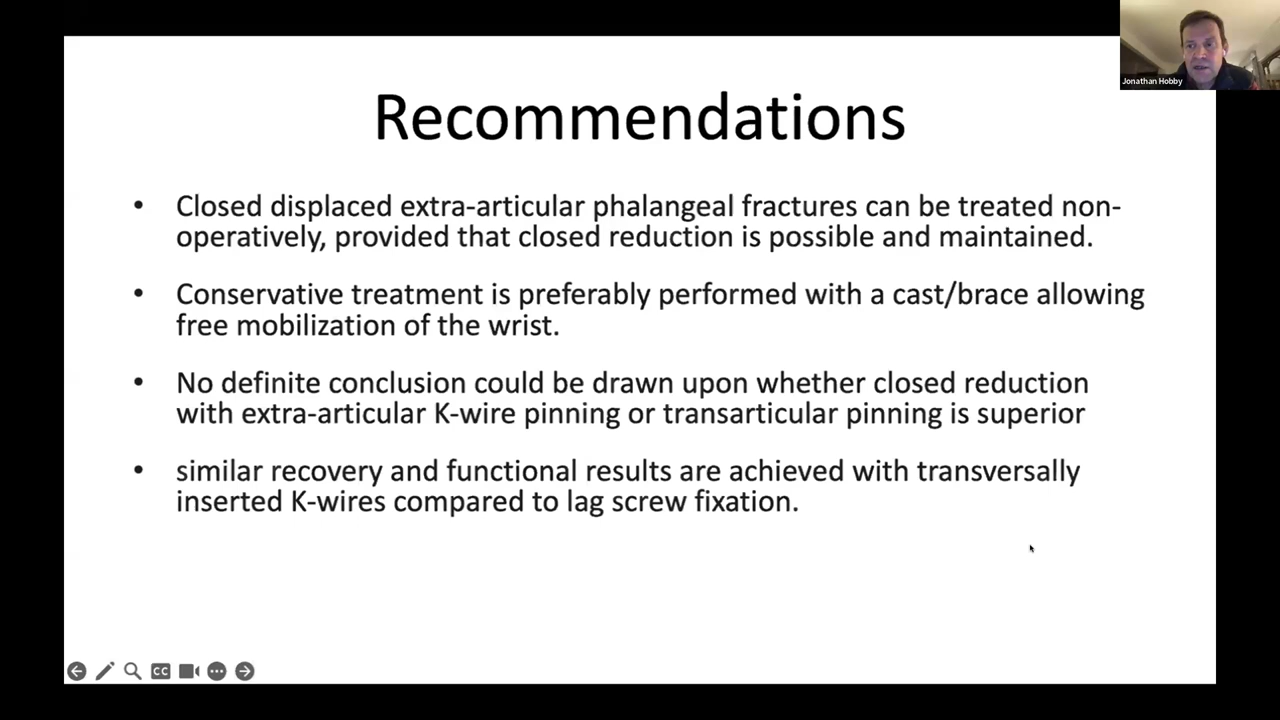 Jonathan Hobby
Recommendations
• Closed displaced extra-articular phalangeal fractures can be treated non-
operatively, provided that closed reduction is possible and maintained.
• Conservative treatment is preferably performed with a cast/brace allowing
free mobilization of the wrist.
• No definite conclusion could be drawn upon whether closed reduction
with extra-articular K-wire pinning or transarticular pinning is superior
• similar recovery and functional results are achieved with transversally
inserted K-wires compared to lag screw fixation.
CC